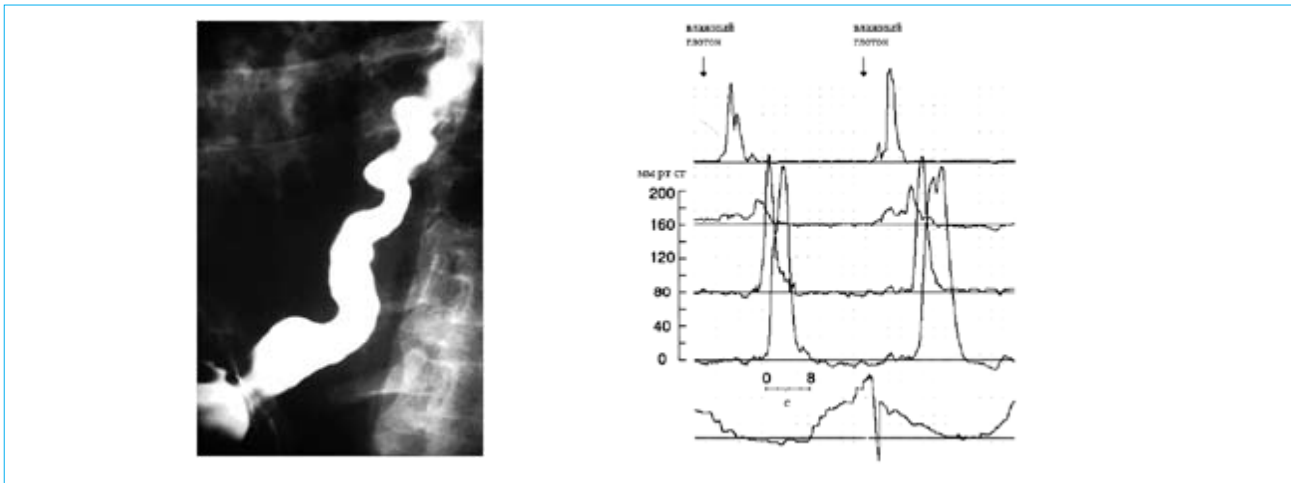 влажный
глоток
влажный
глоток
мм рт ст
200
160
120
80
40
0
0 8
с